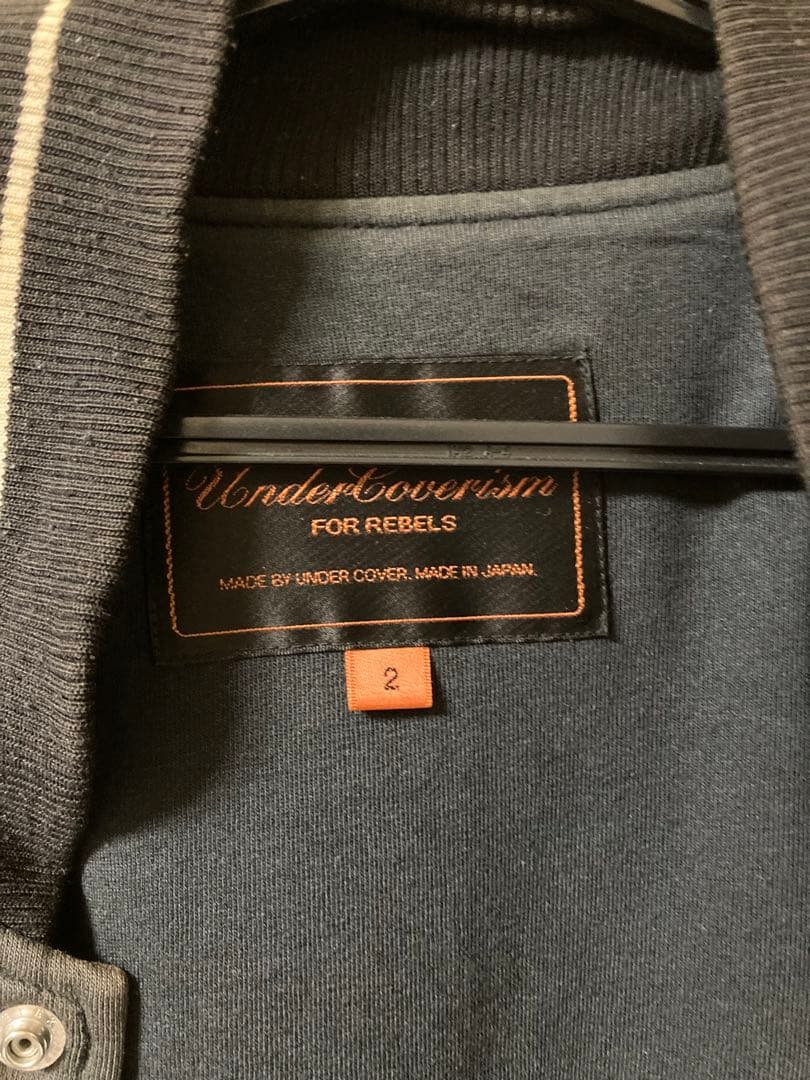 UnderCoverism
FOR REBELS
MADE BY UNDER COVER. MADE IN JAPAN.
2